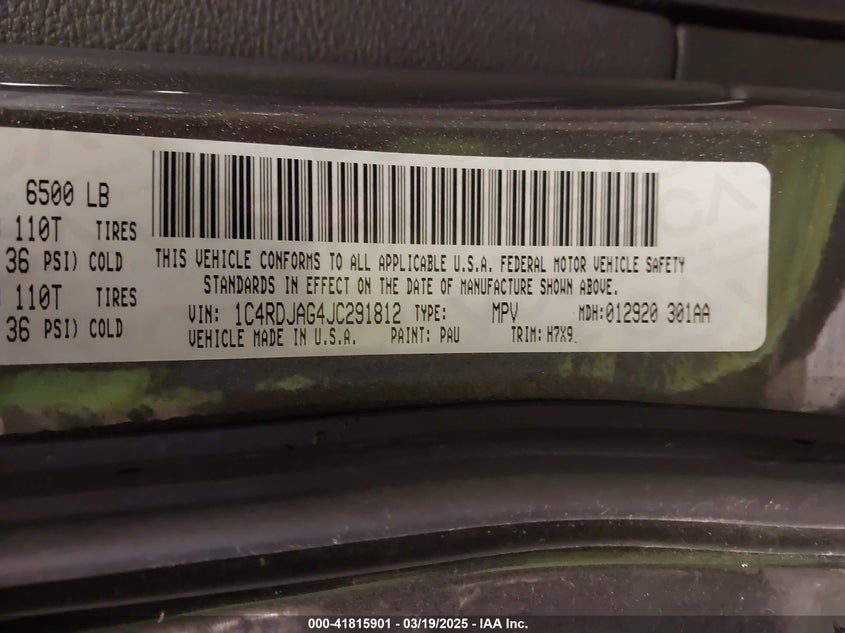 6500 LB
110T TIRES
36 PSI) COLD
110T TIRES
36 PSI) COLD
THIS VEHICLE CONFORMS TO ALL APPLICABLE U.S.A. FEDERAL MOTOR VEHICLE SAFETY
STANDARDS IN EFFECT ON THE DATE OF MANUFACTURE SHOWN ABOVE.
VIN: 1C4RDJAG4JC291812 TYPE: MPV MDH:012920 301AA
VEHICLE MADE IN U.S.A. PAINT: PAU TRIM: H7X9
000-41815901 - 03/19/2025 - IAA Inc.